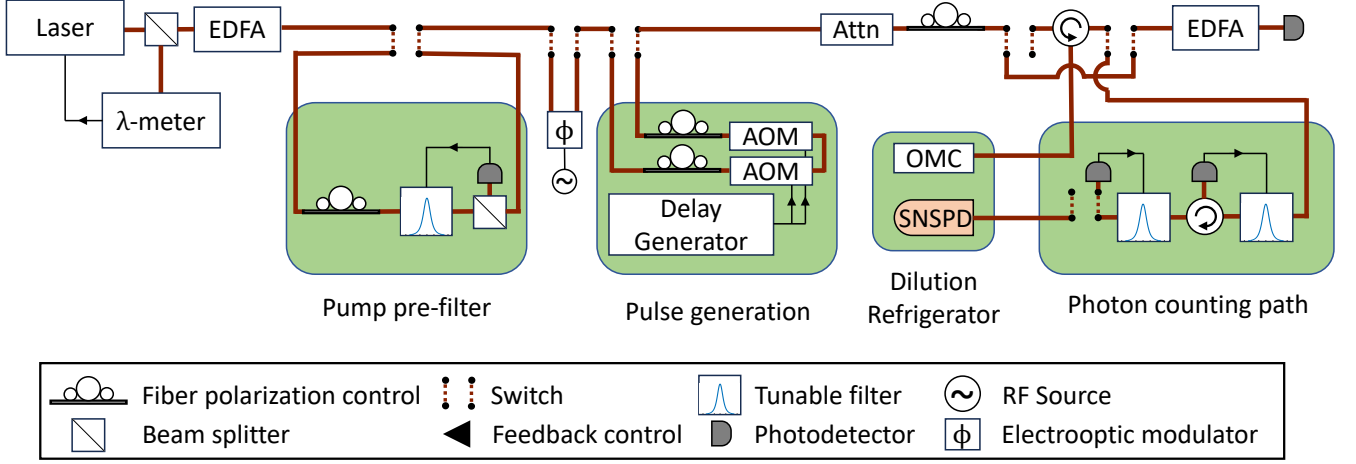 Laser
EDFA
λ-meter
ϕ
~
AOM
AOM
Delay
Generator
Attn
EDFA
OMC
SNSPD
Pump pre-filter
Pulse generation
Dilution
Refrigerator
Photon counting path
Fiber polarization control
Switch
Tunable filter
~
RF Source
Beam splitter
Feedback control
Photodetector
ϕ
Electrooptic modulator